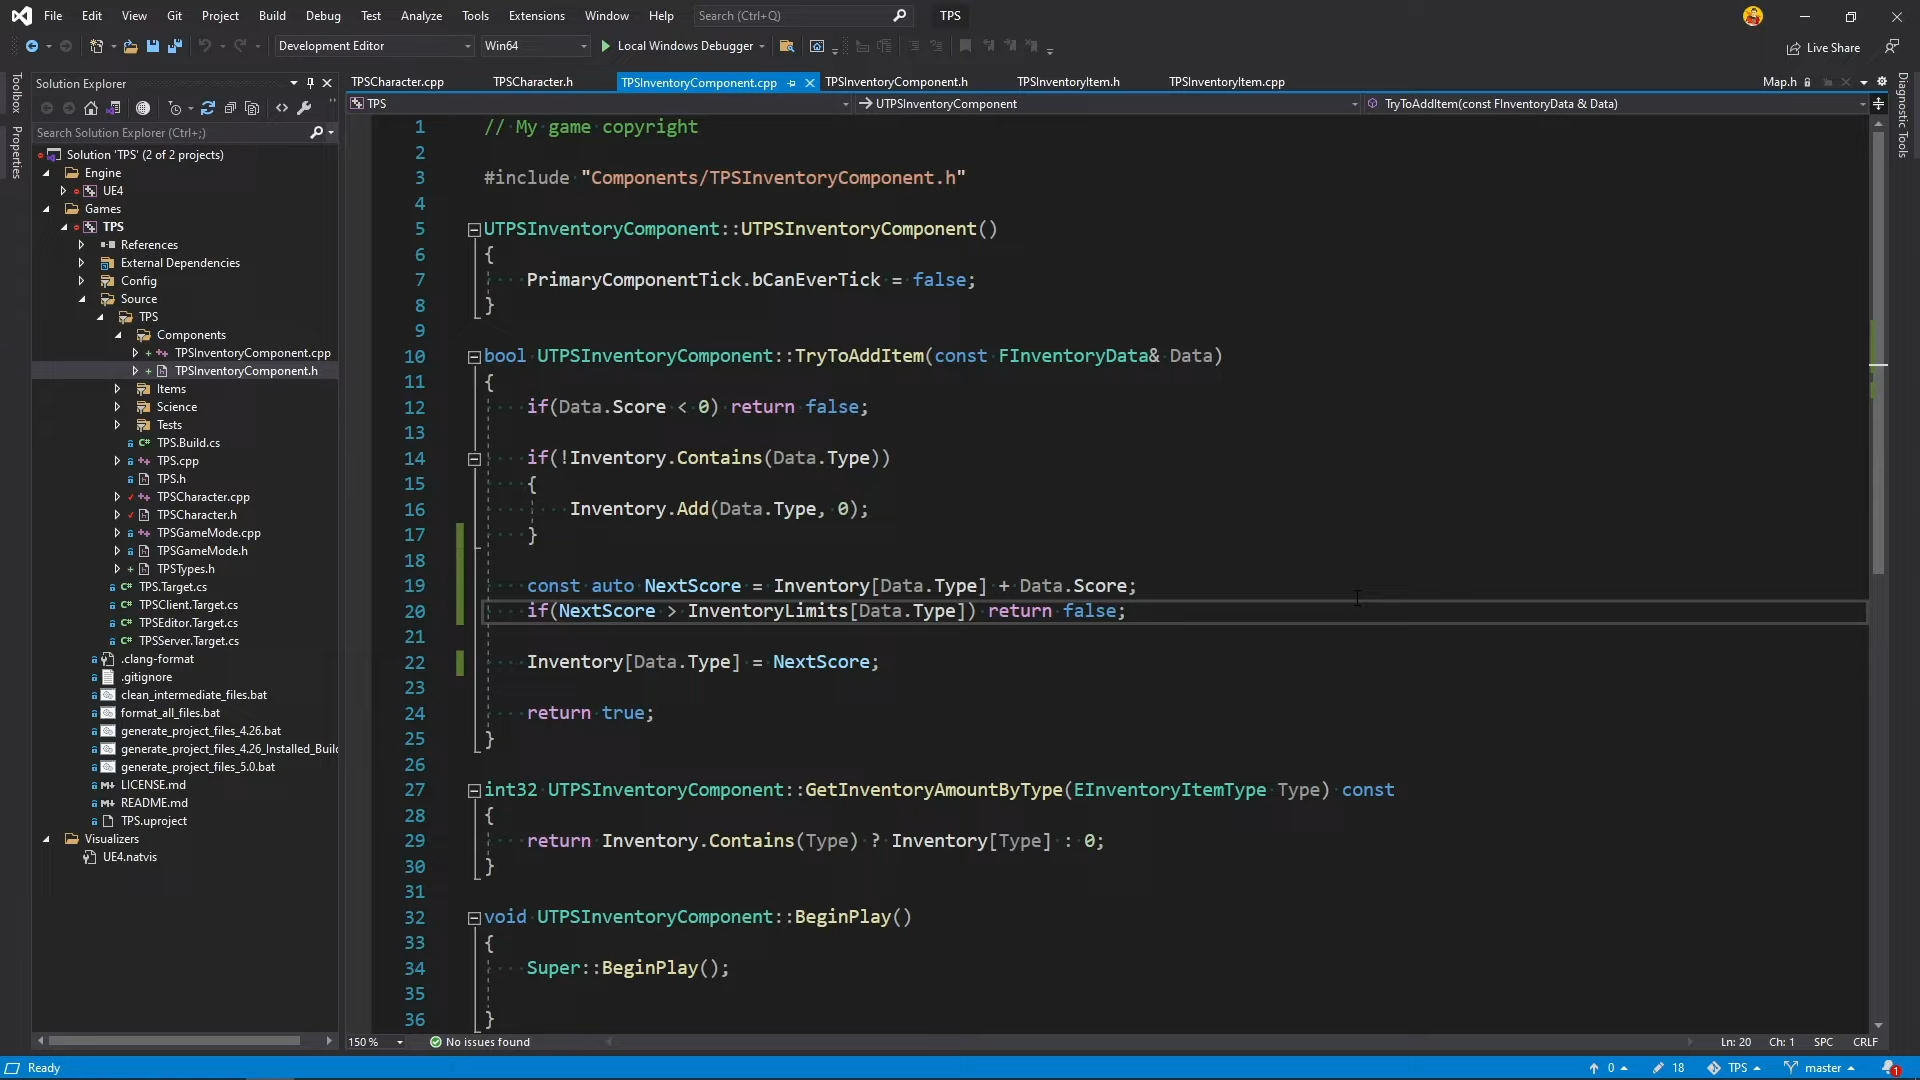 File Edit View Git Project Build Debug Test Analyze Tools Extensions Window Help Search (Ctrl+Q) TPS
Development Editor Win64 Local Windows Debugger Live Share
Toolbox
Properties
Solution Explorer
Search Solution Explorer (Ctrl+;)
Solution 'TPS' (2 of 2 projects)
Engine
UE4
Games
TPS
References
External Dependencies
Config
Source
TPS
Components
TPSInventoryComponent.cpp
TPSInventoryComponent.h
Items
Science
Tests
TPS.Build.cs
TPS.cpp
TPS.h
TPSCharacter.cpp
TPSCharacter.h
TPSGameMode.cpp
TPSGameMode.h
TPSTypes.h
TPS.Target.cs
TPSClient.Target.cs
TPSEditor.Target.cs
TPSServer.Target.cs
.clang-format
.gitignore
clean_intermediate_files.bat
format_all_files.bat
generate_project_files_4.26.bat
generate_project_files_4.26_Installed_Buil
generate_project_files_5.0.bat
LICENSE.md
README.md
TPS.uproject
Visualizers
UE4.natvis
TPSCharacter.cpp TPSCharacter.h TPSInventoryComponent.cpp TPSInventoryComponent.h TPSInventoryItem.h TPSInventoryItem.cpp Map.h
TPS UTPSInventoryComponent TryToAddItem(const FInventoryData & Data)
1 // My game copyright
2
3 #include "Components/TPSInventoryComponent.h"
4
5 UTPSInventoryComponent::UTPSInventoryComponent()
6 {
7 PrimaryComponentTick.bCanEverTick = false;
8 }
9
10 bool UTPSInventoryComponent::TryToAddItem(const FInventoryData& Data)
11 {
12 if(Data.Score < 0) return false;
13
14 if(!Inventory.Contains(Data.Type))
15 {
16 Inventory.Add(Data.Type, 0);
17 }
18
19 const auto NextScore = Inventory[Data.Type] + Data.Score;
20 if(NextScore > InventoryLimits[Data.Type]) return false;
21
22 Inventory[Data.Type] = NextScore;
23
24 return true;
25 }
26
27 int32 UTPSInventoryComponent::GetInventoryAmountByType(EInventoryItemType Type) const
28 {
29 return Inventory.Contains(Type) ? Inventory[Type] : 0;
30 }
31
32 void UTPSInventoryComponent::BeginPlay()
33 {
34 Super::BeginPlay();
35
36 }
Diagnostic Tools
150 % No issues found Ln: 20 Ch: 1 SPC CRLF
Ready 0 18 TPS master 1